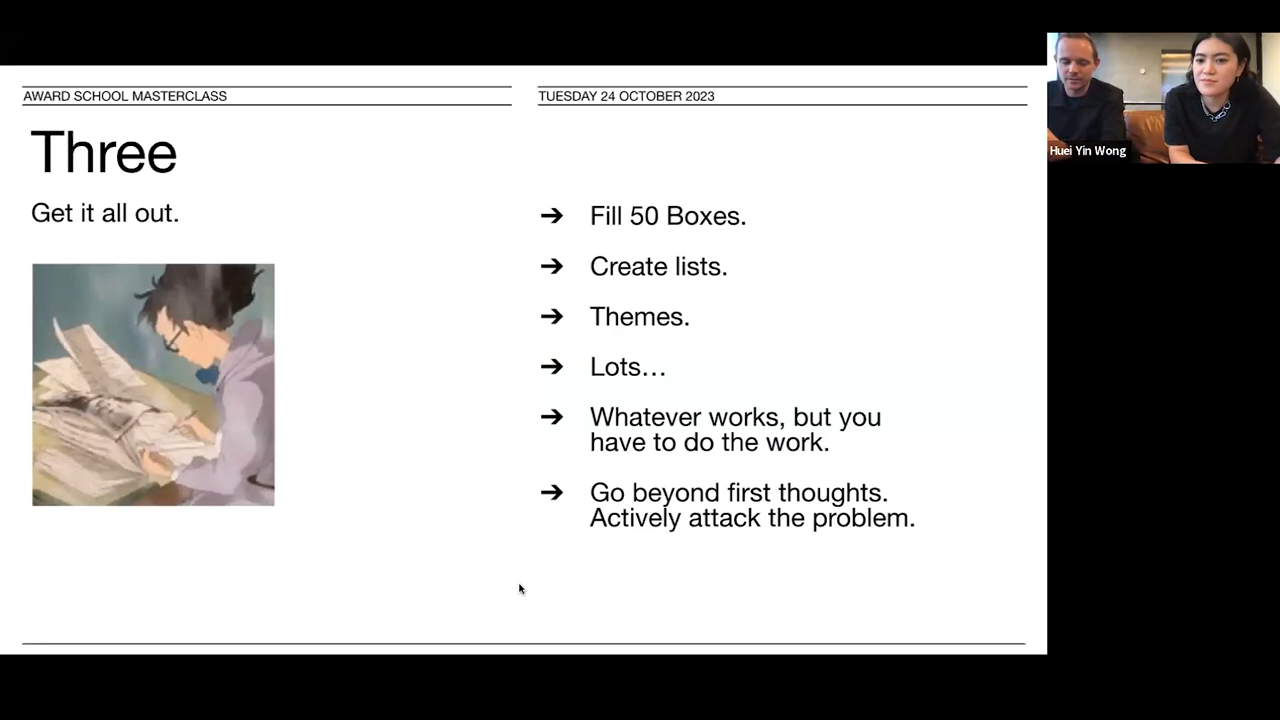 AWARD SCHOOL MASTERCLASS
TUESDAY 24 OCTOBER 2023
Three
Get it all out.
➔ Fill 50 Boxes.
➔ Create lists.
➔ Themes.
➔ Lots…
➔ Whatever works, but you
have to do the work.
➔ Go beyond first thoughts.
Actively attack the problem.
Huei Yin Wong